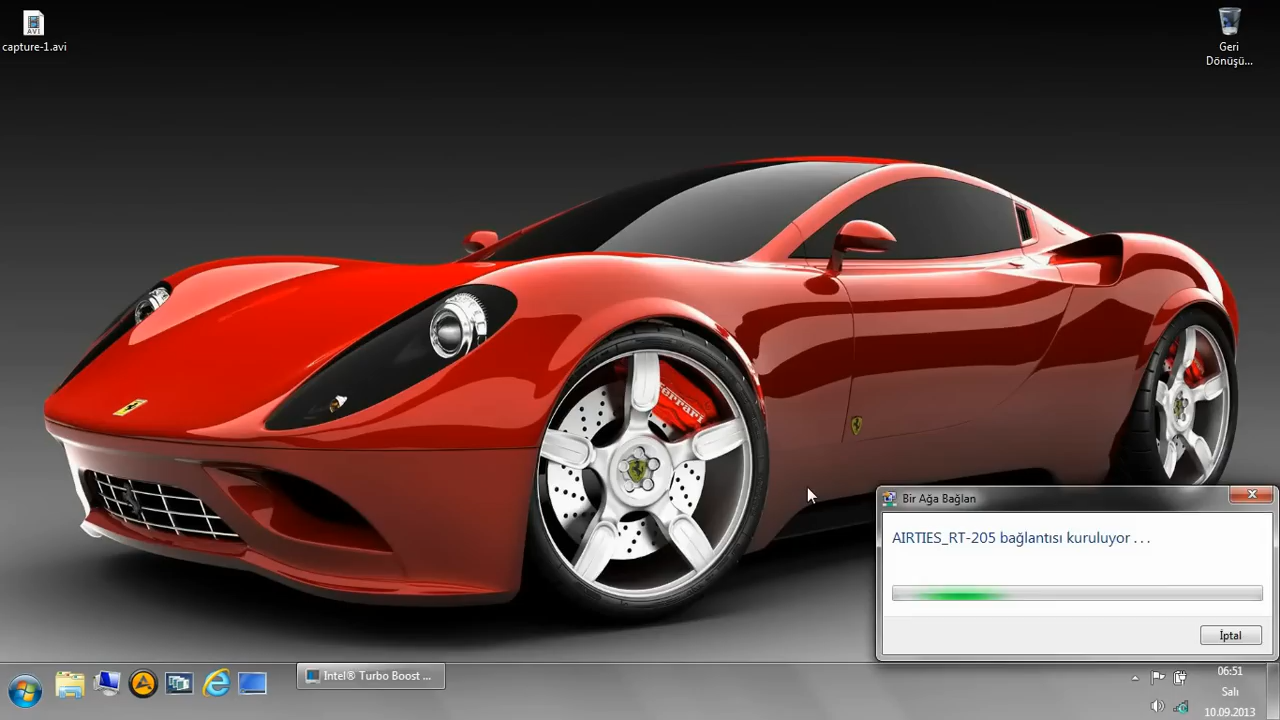 capture-1.avi
Geri
Dönüşü...
Ferrari
Bir Ağa Bağlan
AIRTIES_RT-205 bağlantısı kuruluyor . . .
İptal
Intel® Turbo Boost ...
06:51
Salı
10.09.2013